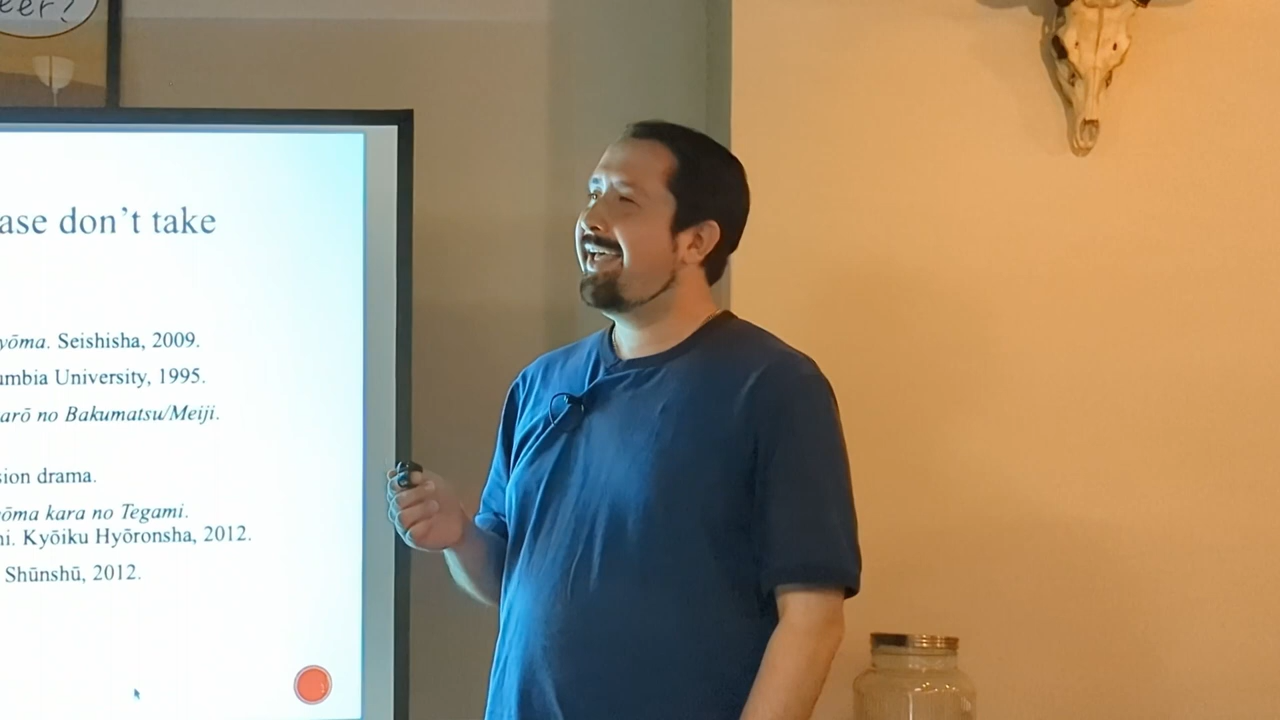 eer?
ase don't take
yōma. Seishisha, 2009.
umbia University, 1995.
arō no Bakumatsu/Meiji.
sion drama.
ōma kara no Tegami.
ni. Kyōiku Hyōronsha, 2012.
Shūnshū, 2012.